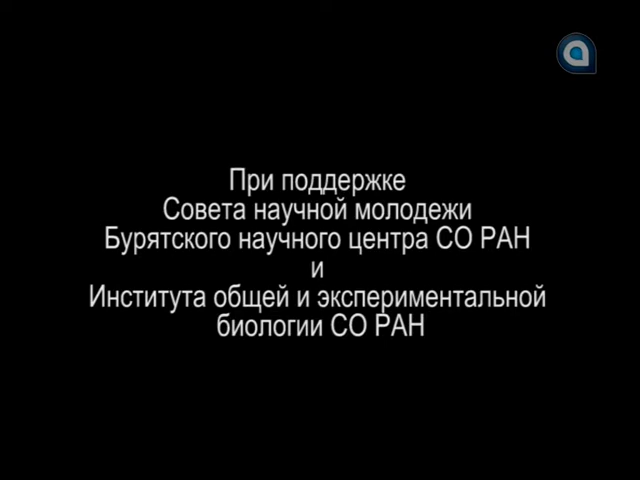 При поддержке
Совета научной молодежи
Бурятского научного центра СО РАН
и
Института общей и экспериментальной
биологии СО РАН